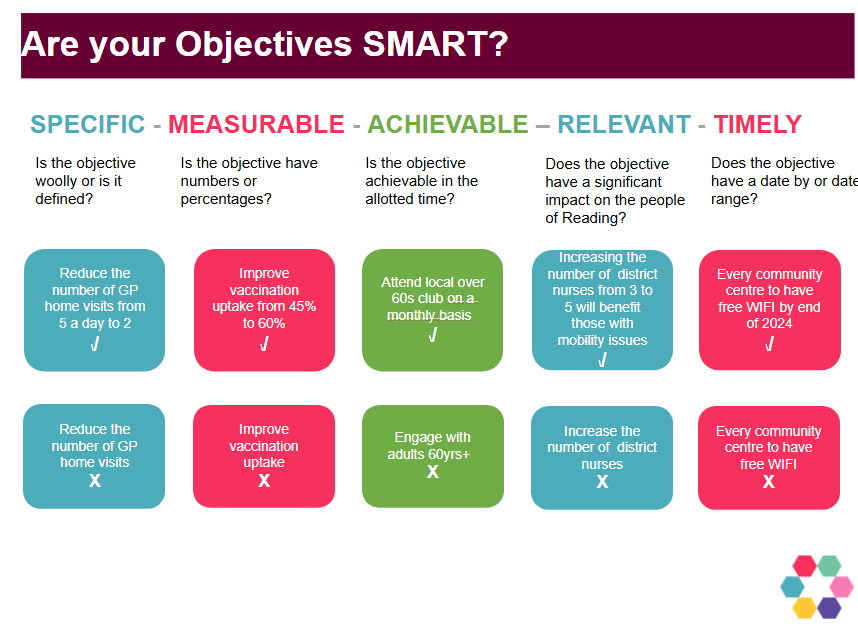 Are your Objectives SMART?
SPECIFIC - MEASURABLE - ACHIEVABLE – RELEVANT - TIMELY
Is the objective
woolly or is it
defined?
Is the objective have
numbers or
percentages?
Is the objective
achievable in the
allotted time?
Does the objective
have a significant
impact on the people
of Reading?
Does the objective
have a date by or date
range?
Reduce the
number of GP
home visits from
5 a day to 2
√
Improve
vaccination
uptake from 45%
to 60%
√
Attend local over
60s club on a
monthly basis
√
Increasing the
number of district
nurses from 3 to
5 will benefit
those with
mobility issues
√
Every community
centre to have
free WIFI by end
of 2024
√
Reduce the
number of GP
home visits
X
Improve
vaccination
uptake
X
Engage with
adults 60yrs+
X
Increase the
number of district
nurses
X
Every community
centre to have
free WIFI
X